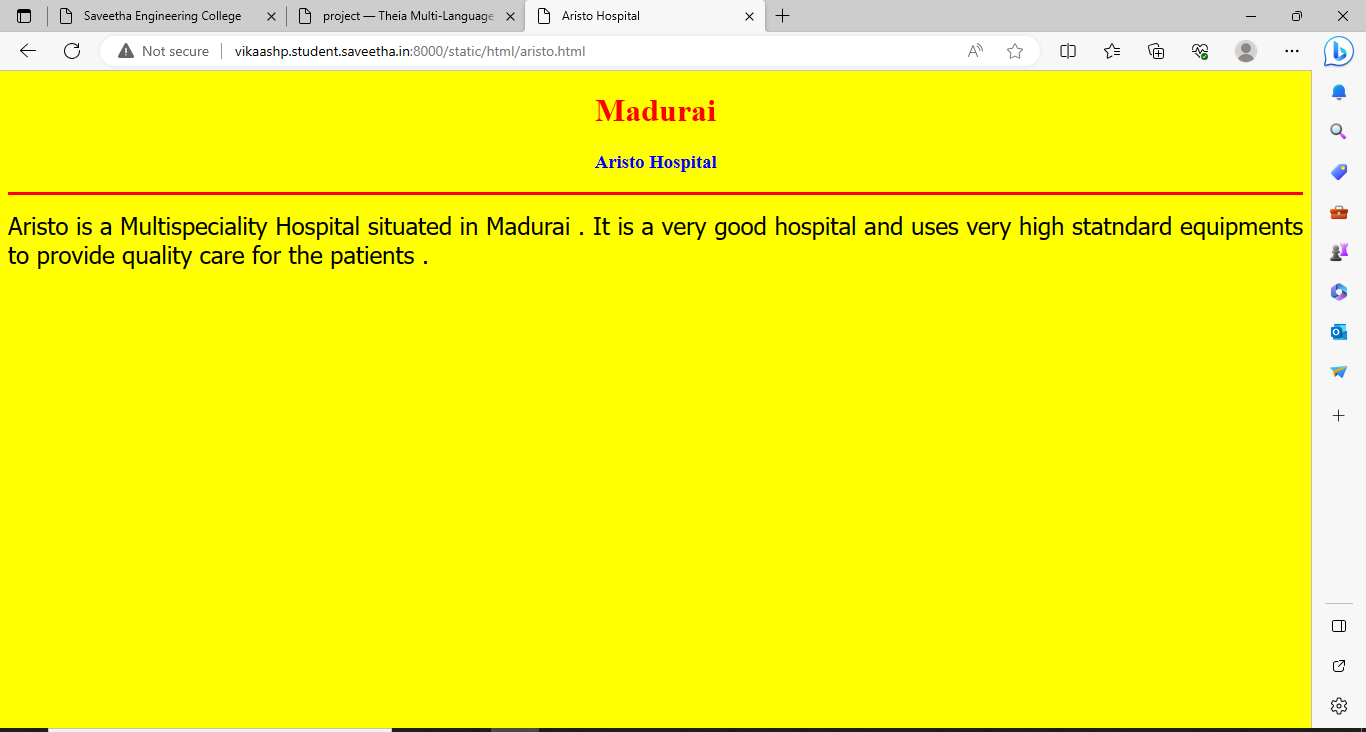 Saveetha Engineering College
project — Theia Multi-Language
Aristo Hospital
Not secure
vikaashp.student.saveetha.in:8000/static/html/aristo.html
Madurai
Aristo Hospital
Aristo is a Multispeciality Hospital situated in Madurai . It is a very good hospital and uses very high statndard equipments
to provide quality care for the patients .